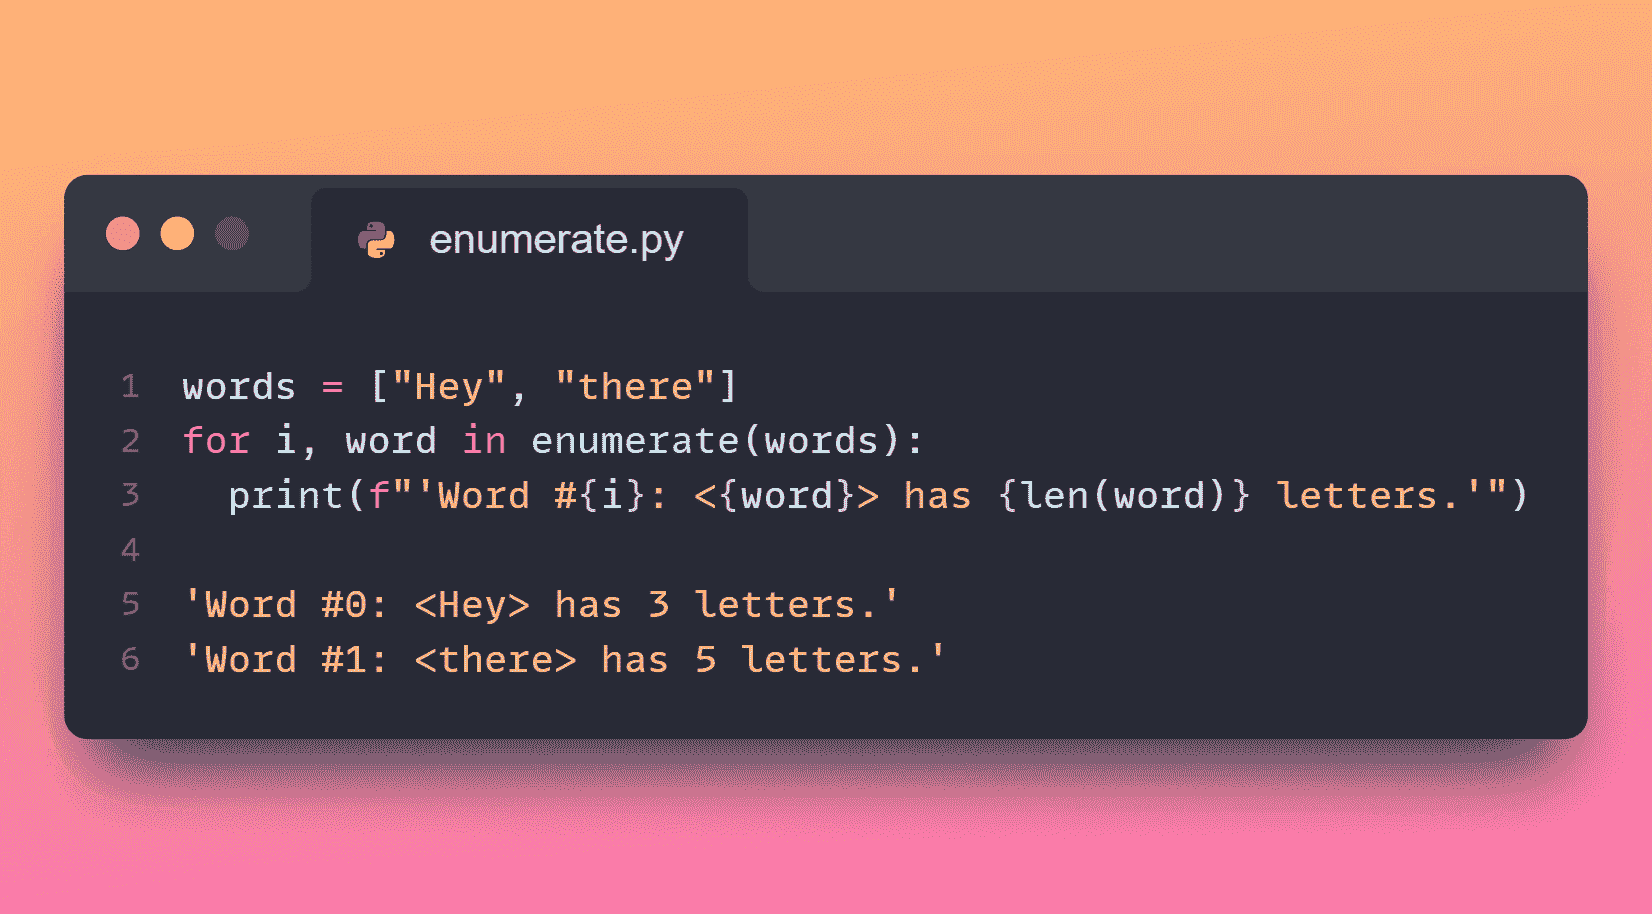 enumerate.py
1 words = ["Hey", "there"]
2 for i, word in enumerate(words):
3   print(f"'Word #{i}: <{word}> has {len(word)} letters.'")
4
5 'Word #0: <Hey> has 3 letters.'
6 'Word #1: <there> has 5 letters.'